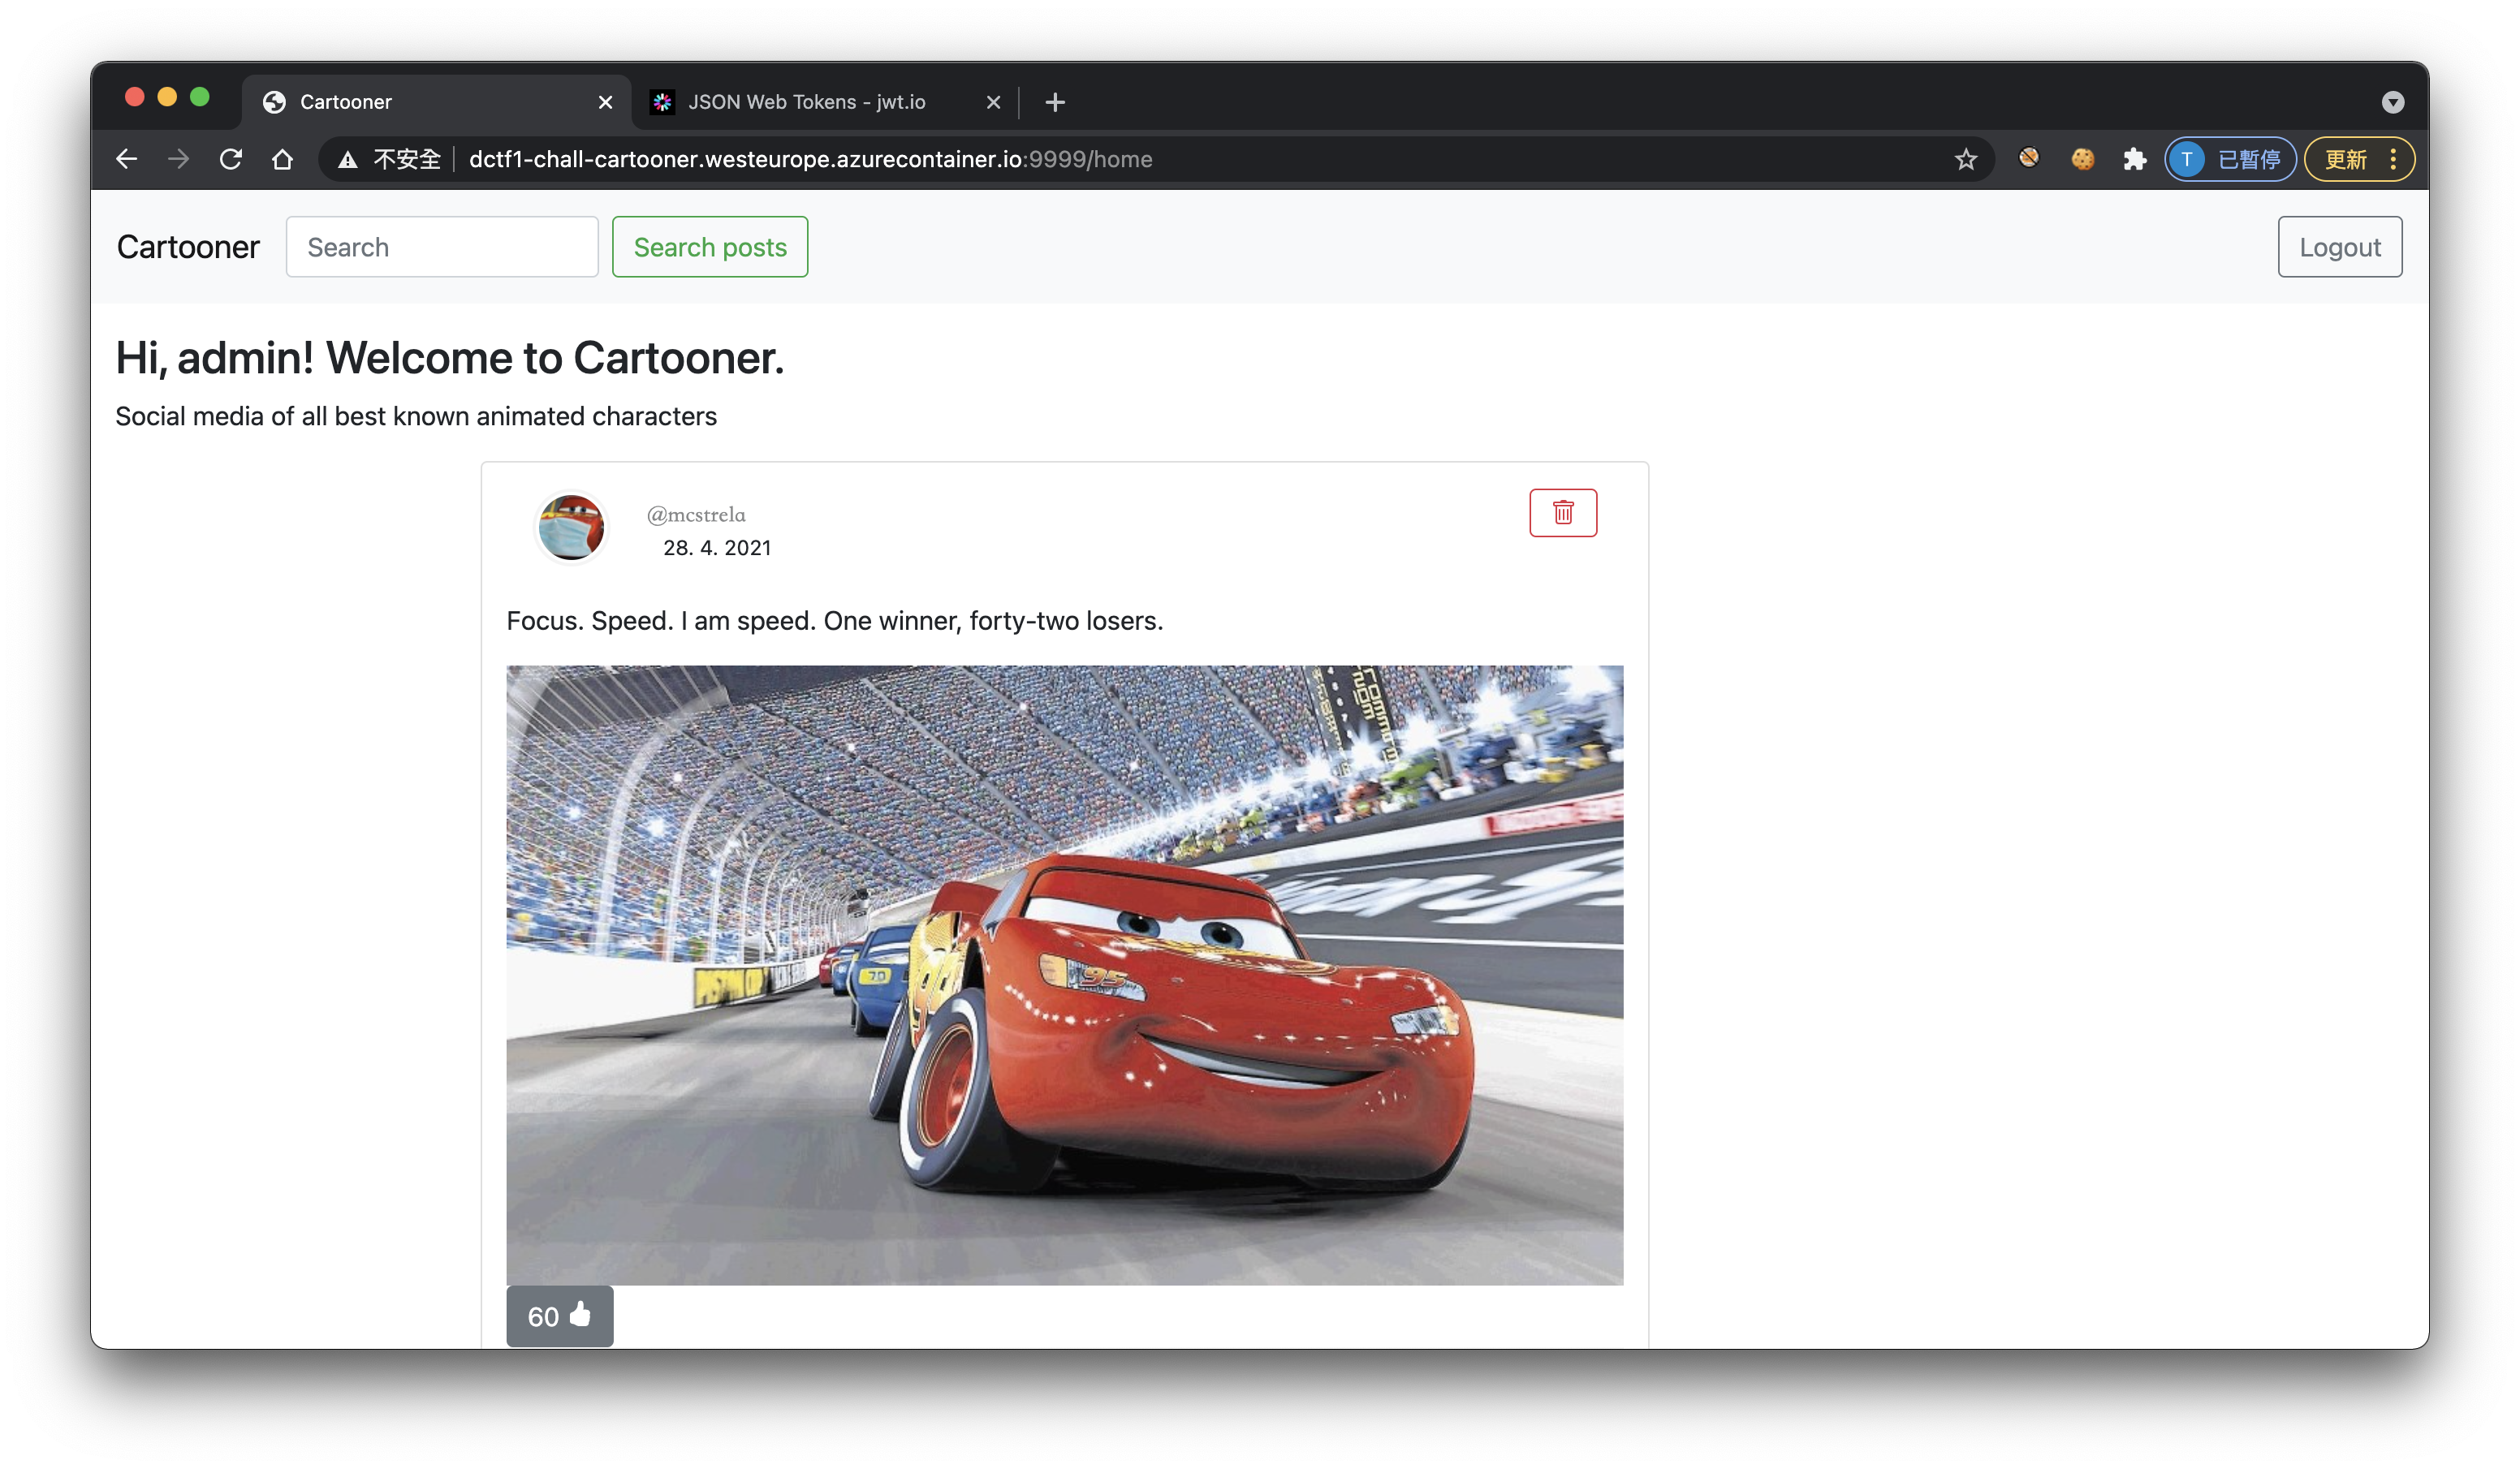 Cartooner
JSON Web Tokens - jwt.io
不安全
dctf1-chall-cartooner.westeurope.azurecontainer.io:9999/home
T
已暫停
更新
Cartooner
Search
Search posts
Logout
Hi, admin! Welcome to Cartooner.
Social media of all best known animated characters
@mcstrela
28. 4. 2021
Focus. Speed. I am speed. One winner, forty-two losers.
70
95
60